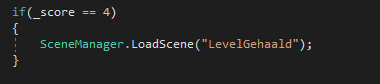 if(_score == 4)
{
SceneManager.LoadScene("LevelGehaald");
}